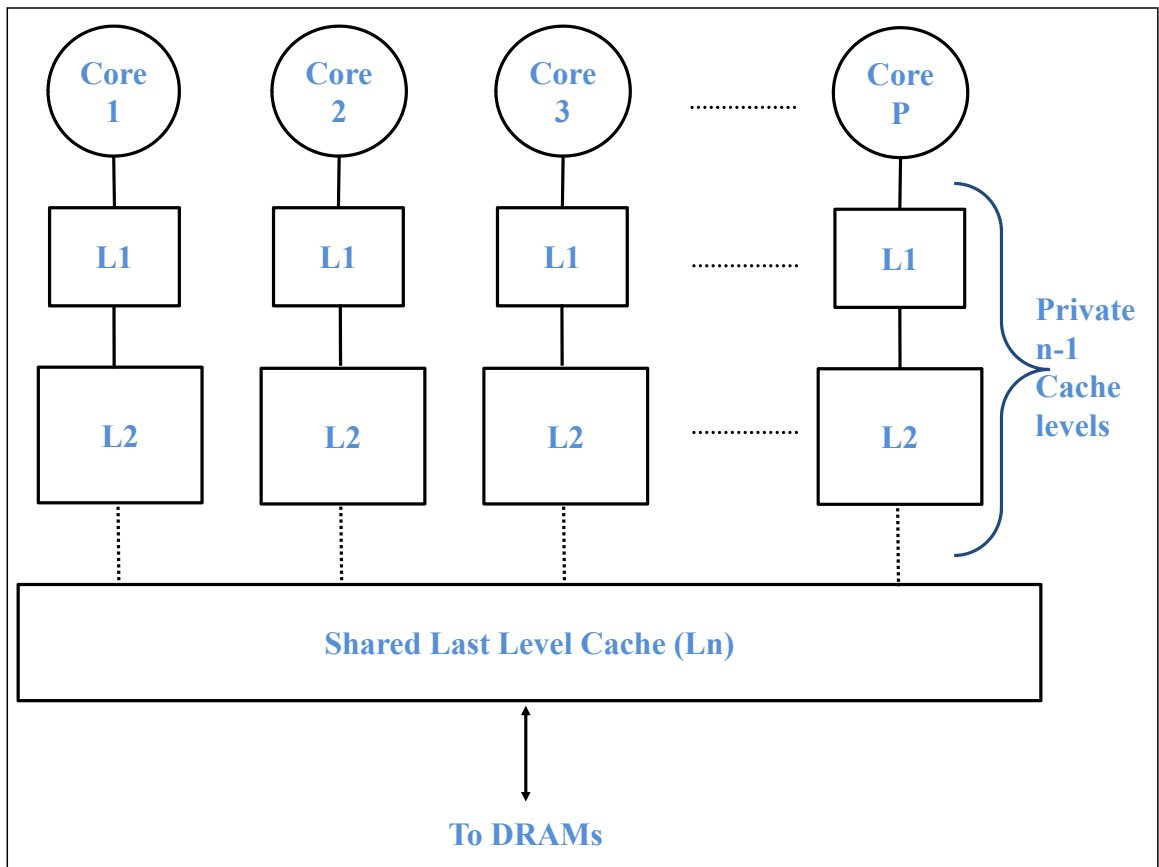 Core
1
Core
2
Core
3
Core
P
L1
L1
L1
L1
L2
L2
L2
L2
Private
n-1
Cache
levels
Shared Last Level Cache (Ln)
To DRAMs